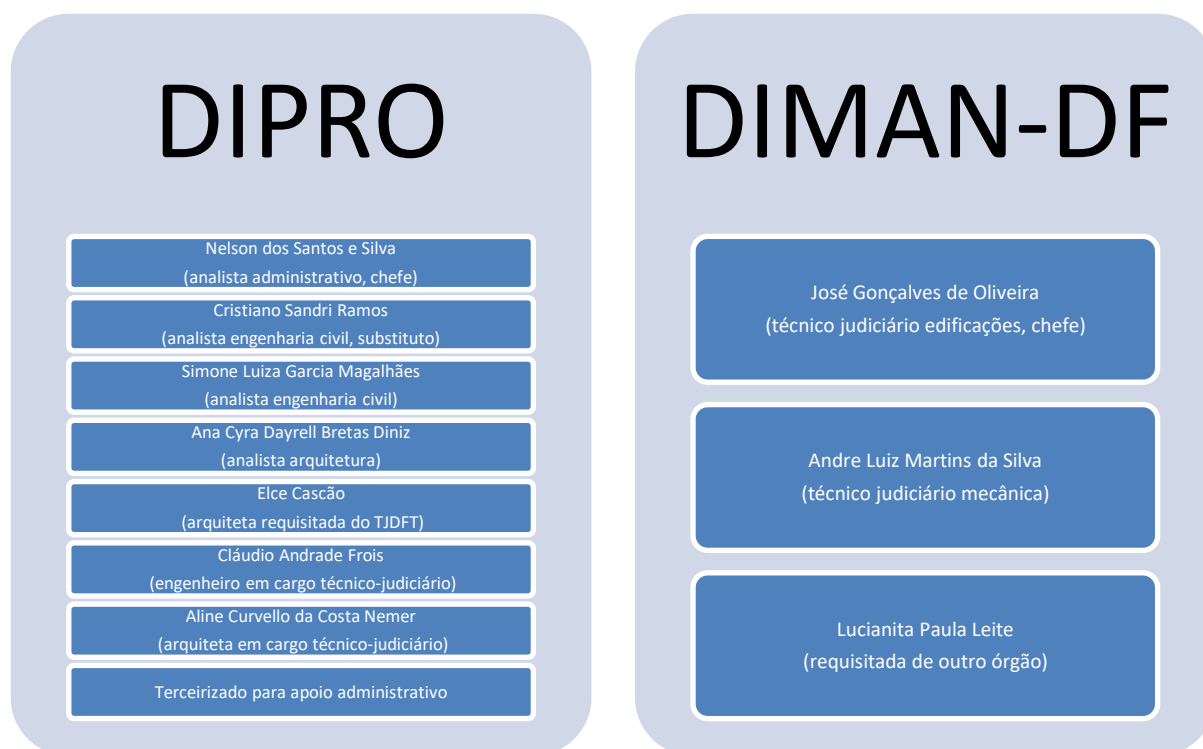 DIPRO
Nelson dos Santos e Silva
(analista administrativo, chefe)
Cristiano Sandri Ramos
(analista engenharia civil, substituto)
Simone Luiza Garcia Magalhães
(analista engenharia civil)
Ana Cyra Dayrell Bretas Diniz
(analista arquitetura)
Elce Cascão
(arquiteta requisitada do TJDFT)
Cláudio Andrade Frois
(engenheiro em cargo técnico-judiciário)
Aline Curvello da Costa Nemer
(arquiteta em cargo técnico-judiciário)
Terceirizado para apoio administrativo
DIMAN-DF
José Gonçalves de Oliveira
(técnico judiciário edificações, chefe)
Andre Luiz Martins da Silva
(técnico judiciário mecânica)
Lucianita Paula Leite
(requisitada de outro órgão)